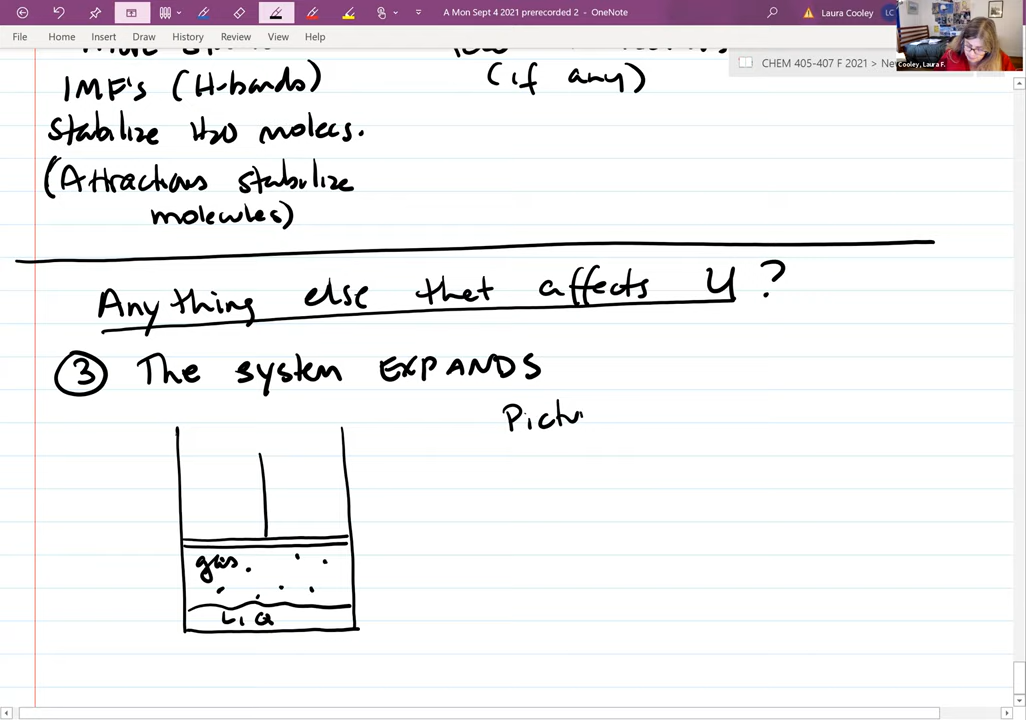 A Mon Sept 4 2021 prerecorded 2 - OneNote
Laura Cooley
LC
File Home Insert Draw History Review View Help
CHEM 405-407 F 2021 >
Cooley, Laura F.
(if any)
IMF's (H-bonds)
stabilize H2O molecs.
(Attractions stabilize
molecules)
Anything else that affects U?
3 The system EXPANDS
Pictu
gas
LIQ